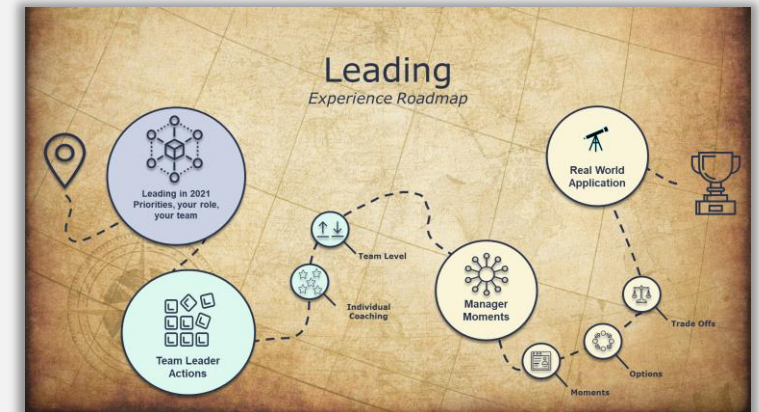 Leading
Experience Roadmap
Leading in 2021
Priorities, your role,
your team
Team Leader
Actions
Team Level
Individual
Coaching
Manager
Moments
Moments
Options
Trade Offs
Real World
Application